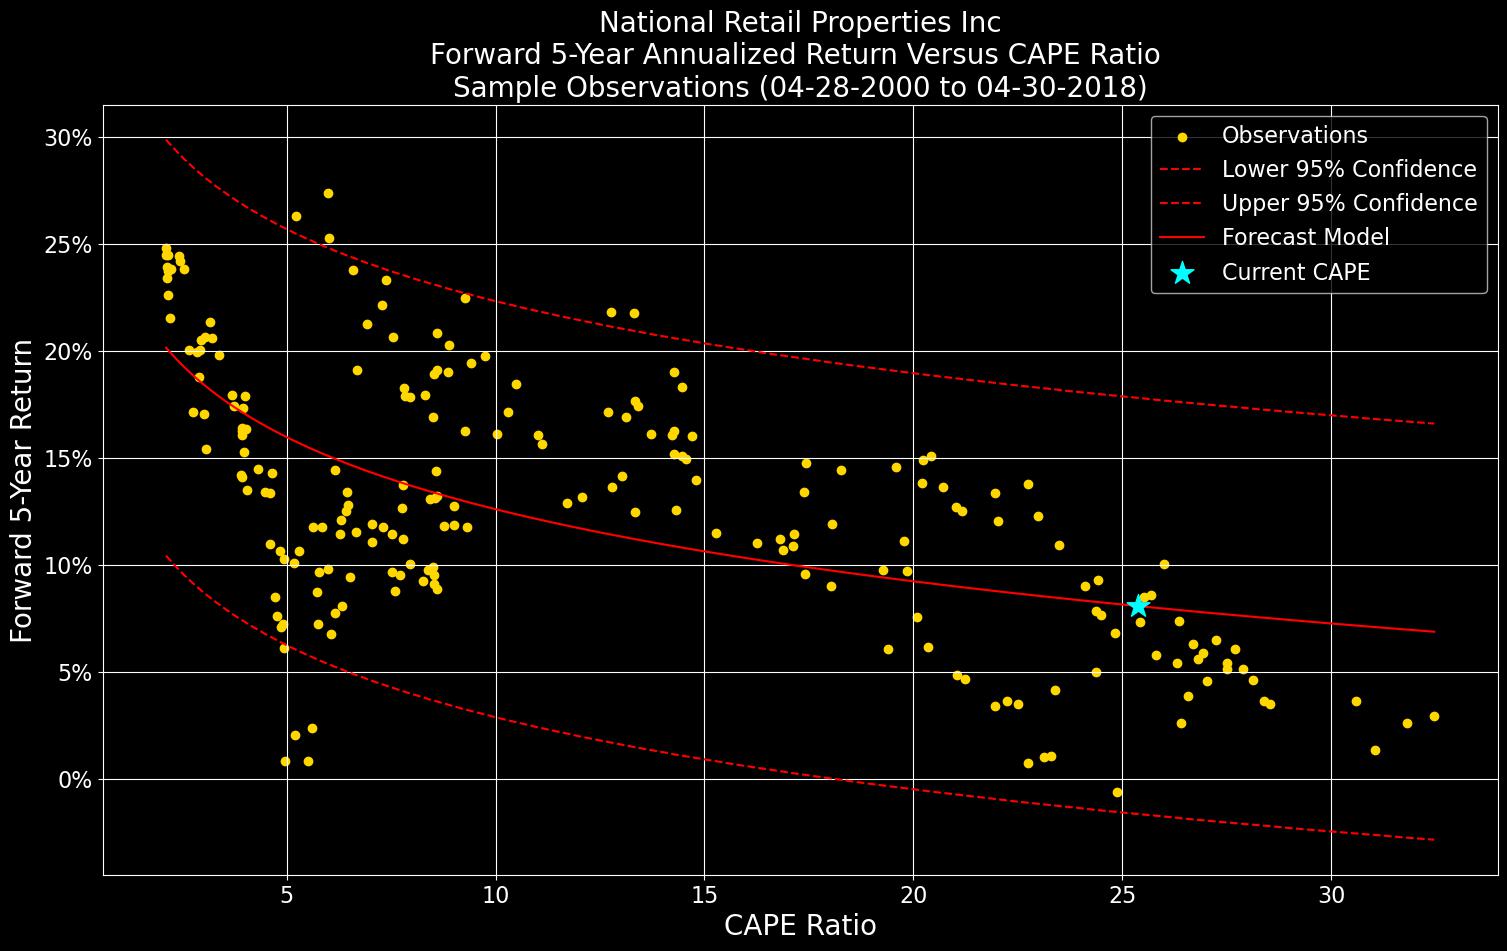 National Retail Properties Inc
Forward 5-Year Annualized Return Versus CAPE Ratio
Sample Observations (04-28-2000 to 04-30-2018)
Observations
Lower 95% Confidence
Upper 95% Confidence
Forecast Model
Current CAPE
Forward 5-Year Return
30%
25%
20%
15%
10%
5%
0%
5
10
15
20
25
30
CAPE Ratio